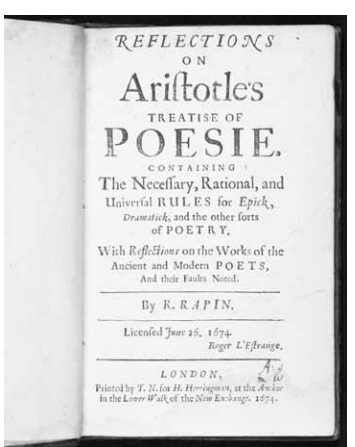 REFLECTIONS
ON
Ariſtotle's
TREATISE OF
POESIE.
CONTAINING
The Neceſſary, Rational, and
Univerſal RULES for Epick,
Dramatick, and the other ſorts
of POETRY.
With Reflections on the Works of the
Ancient and Modern POETS,
And their Faults Noted.
By R. RAPIN.
Licenſed June 26. 1674.
Roger L'Eſtrange.
LONDON,
Printed by T. N. for H. Herringman, at the Anchor
in the Lower Walk of the New Exchange. 1674.